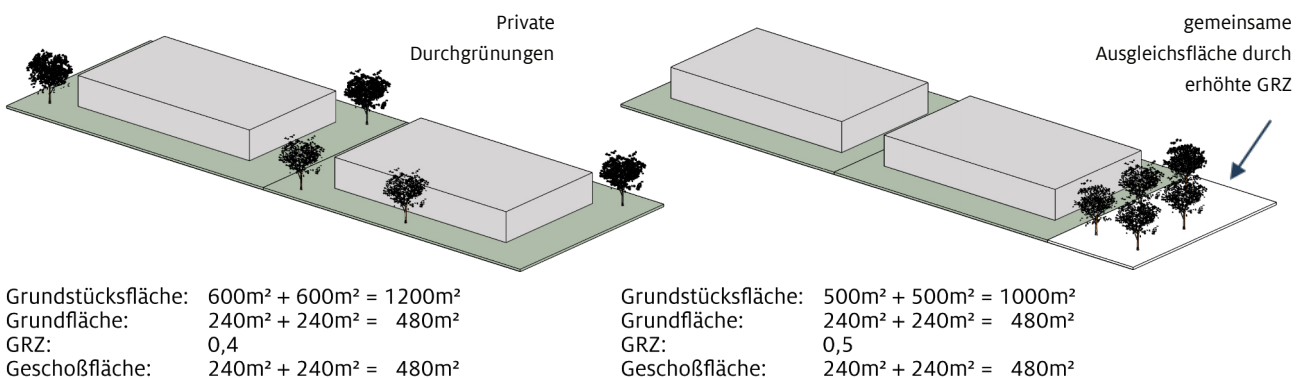 Private
Durchgrünungen
gemeinsame
Ausgleichsfläche durch
erhöhte GRZ
Grundstücksfläche: 600m² + 600m² = 1200m²
Grundfläche: 240m² + 240m² = 480m²
GRZ: 0,4
Geschoßfläche: 240m² + 240m² = 480m²
Grundstücksfläche: 500m² + 500m² = 1000m²
Grundfläche: 240m² + 240m² = 480m²
GRZ: 0,5
Geschoßfläche: 240m² + 240m² = 480m²